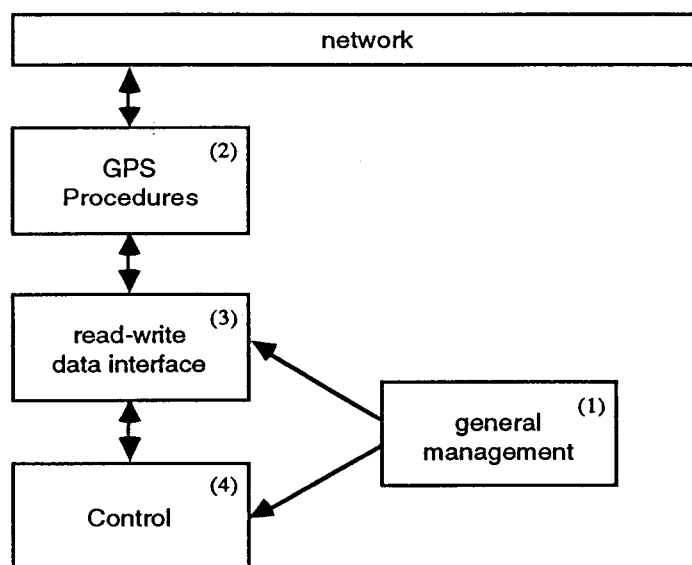 network
(2)
GPS
Procedures
(3)
read-write
data interface
(1)
general
management
(4)
Control